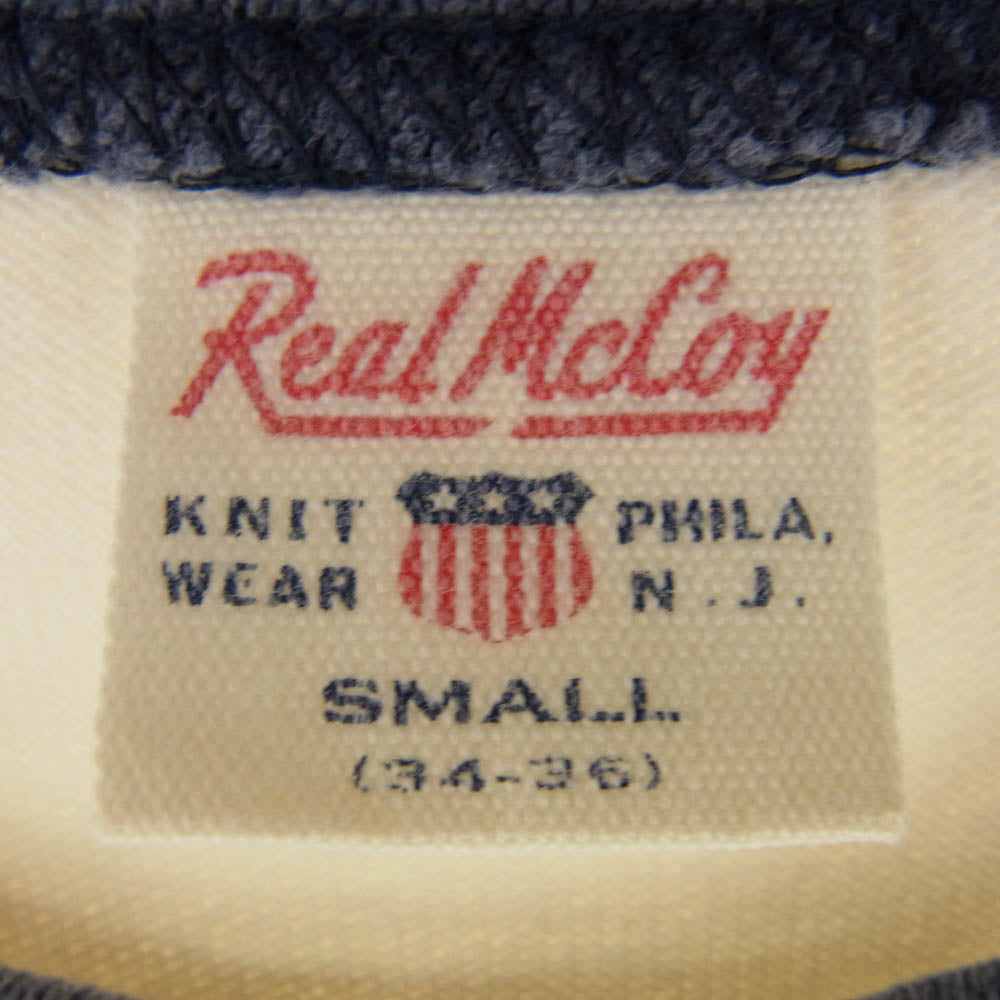 Real McCoy
KNIT PHILA,
WEAR N.J.
SMALL
(34-36)